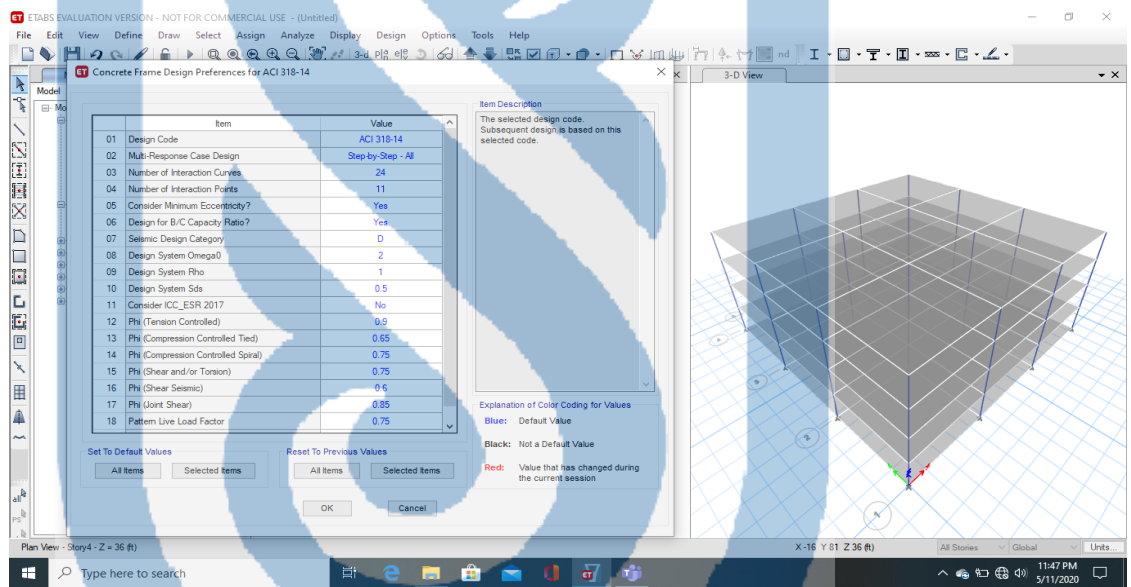 ETABS EVALUATION VERSION - NOT FOR COMMERCIAL USE - (Untitled)
File Edit View Define Draw Select Assign Analyze Display Design Options Tools Help
Concrete Frame Design Preferences for ACI 318-14
3-D View
Model
Item Value
01 Design Code ACI 318-14
02 Multi-Response Case Design Step-by-Step - All
03 Number of Interaction Curves 24
04 Number of Interaction Points 11
05 Consider Minimum Eccentricity? Yes
06 Design for B/C Capacity Ratio? Yes
07 Seismic Design Category D
08 Design System Omega0 2
09 Design System Rho 1
10 Design System Sds 0.5
11 Consider ICC_ESR 2017 No
12 Phi (Tension Controlled) 0.9
13 Phi (Compression Controlled Tied) 0.65
14 Phi (Compression Controlled Spiral) 0.75
15 Phi (Shear and/or Torsion) 0.75
16 Phi (Shear Seismic) 0.6
17 Phi (Joint Shear) 0.85
18 Pattern Live Load Factor 0.75
Item Description
The selected design code.
Subsequent design is based on this
selected code.
Explanation of Color Coding for Values
Blue: Default Value
Black: Not a Default Value
Red: Value that has changed during
the current session
Set To Default Values
All Items Selected Items
Reset To Previous Values
All Items Selected Items
OK Cancel
Plan View - Story4 - Z = 36 (ft)
X -16 Y 81 Z 36 (ft)
All Stories Global Units...
Type here to search
11:47 PM
5/11/2020